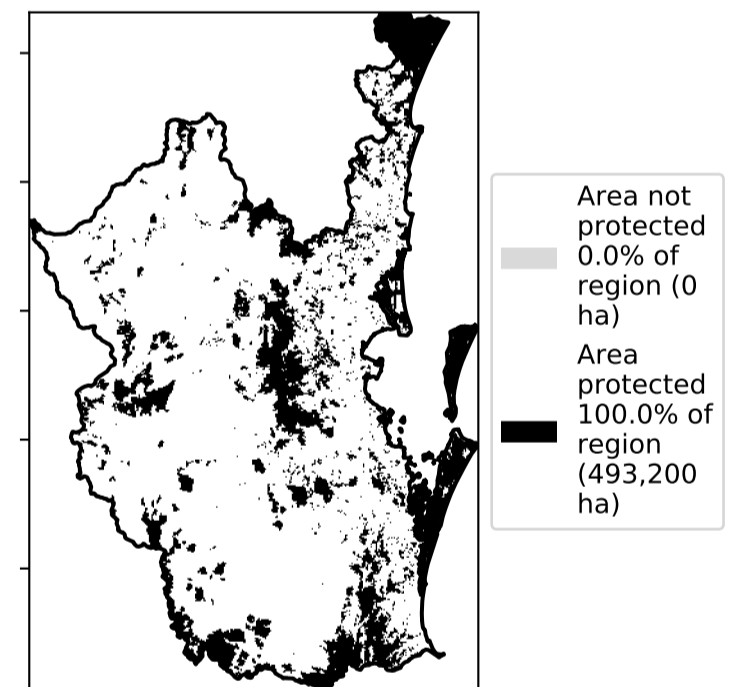 Area not
protected
0.0% of
region (0
ha)
Area
protected
100.0% of
region
(493,200
ha)